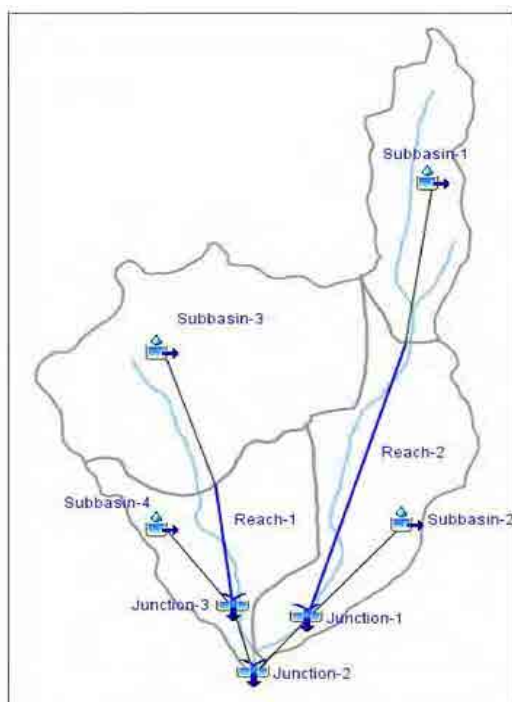 Subbasin-1
Subbasin-3
Reach-2
Subbasin-4
Reach-1
Subbasin-2
Junction-3
Junction-1
Junction-2